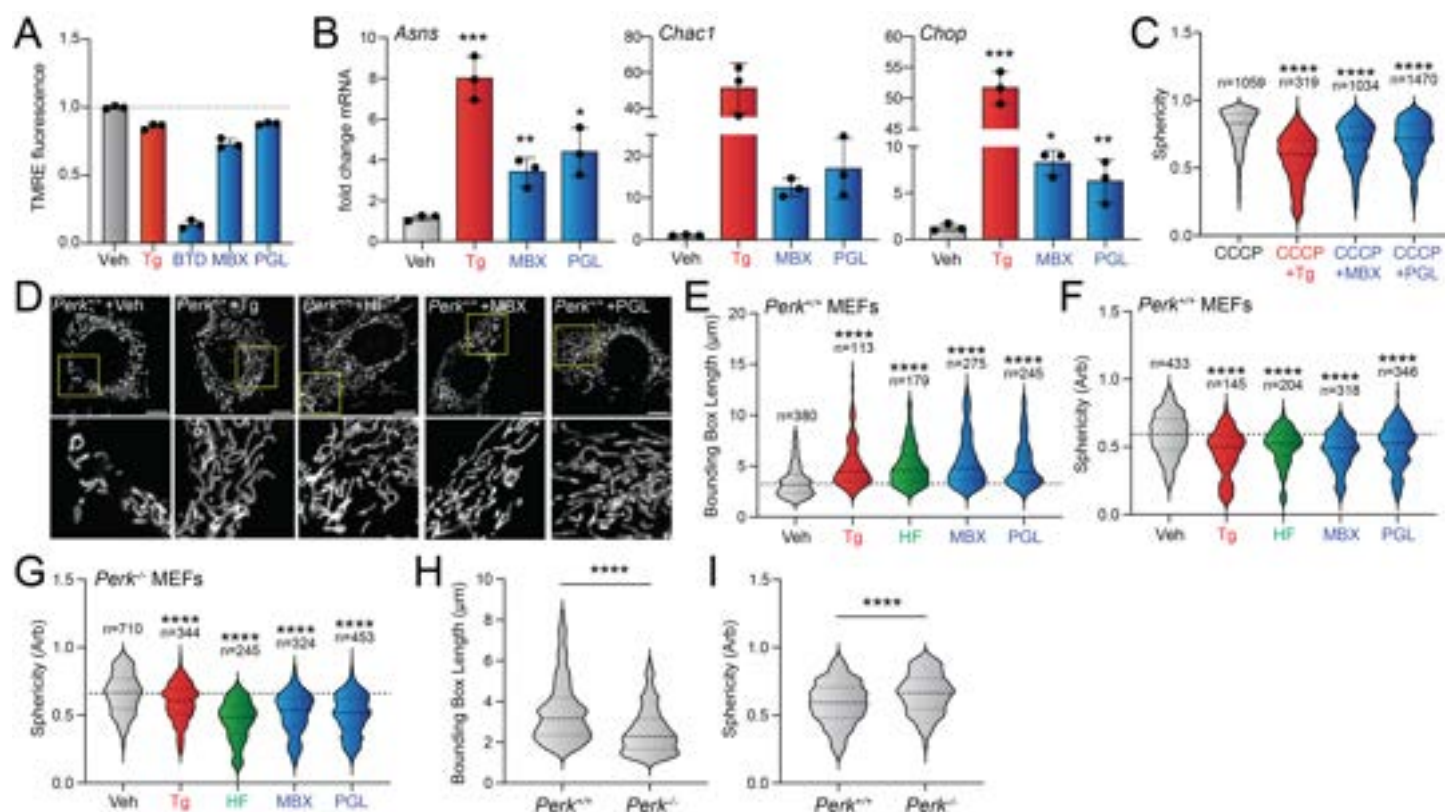 A
TMRE fluorescence
1.5
1.0
0.5
0.0
Veh Tg BTD MBX PGL
B
fold change mRNA
Asns
10
8
6
4
2
0
***
**
*
Veh Tg MBX PGL
Chac1
80
60
40
20
10
0
Veh Tg MBX PGL
Chop
60
55
50
45
10
5
0
***
*
**
Veh Tg MBX PGL
C
Sphericity
1.5
1.0
0.5
0.0
n=1059
****
n=319
****
n=1034
****
n=1470
CCCP
CCCP +Tg
CCCP +MBX
CCCP +PGL
D
+Veh
+Tg
+HF
+MBX
+PGL
E
Perk+/+ MEFs
Bounding Box Length (μm)
20
15
10
5
0
n=380
****
n=113
****
n=179
****
n=275
****
n=245
Veh Tg HF MBX PGL
F
Perk+/+ MEFs
Sphericity (Arb)
1.5
1.0
0.5
0.0
n=433
****
n=145
****
n=204
****
n=318
****
n=346
Veh Tg HF MBX PGL
G
Perk-/- MEFs
Sphericity (Arb)
1.5
1.0
0.5
0.0
n=710
****
n=344
****
n=245
****
n=324
****
n=453
Veh Tg HF MBX PGL
H
Bounding Box Length (μm)
10
8
6
4
2
0
****
Perk+/+ Perk-/-
I
Sphericity (Arb)
1.5
1.0
0.5
0.0
****
Perk+/+ Perk-/-